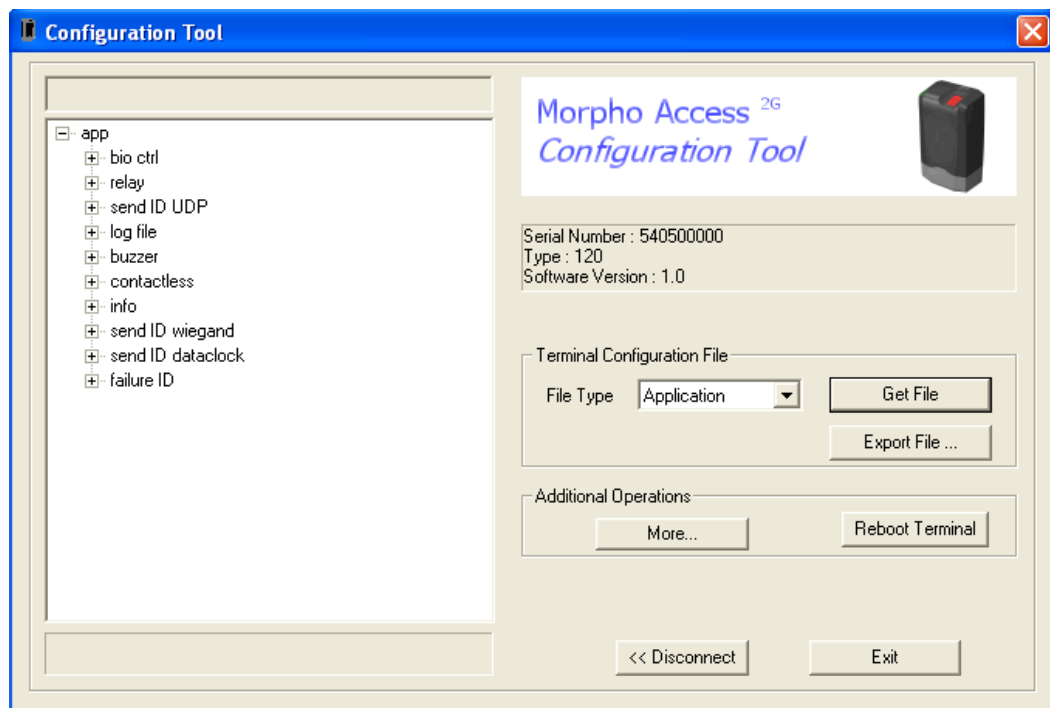 Configuration Tool
app
bio ctrl
relay
send ID UDP
log file
buzzer
contactless
info
send ID wiegand
send ID dataclock
failure ID
Morpho Access 2G
Configuration Tool
Serial Number : 540500000
Type : 120
Software Version : 1.0
Terminal Configuration File
File Type Application Get File
Export File ...
Additional Operations
More... Reboot Terminal
<< Disconnect Exit